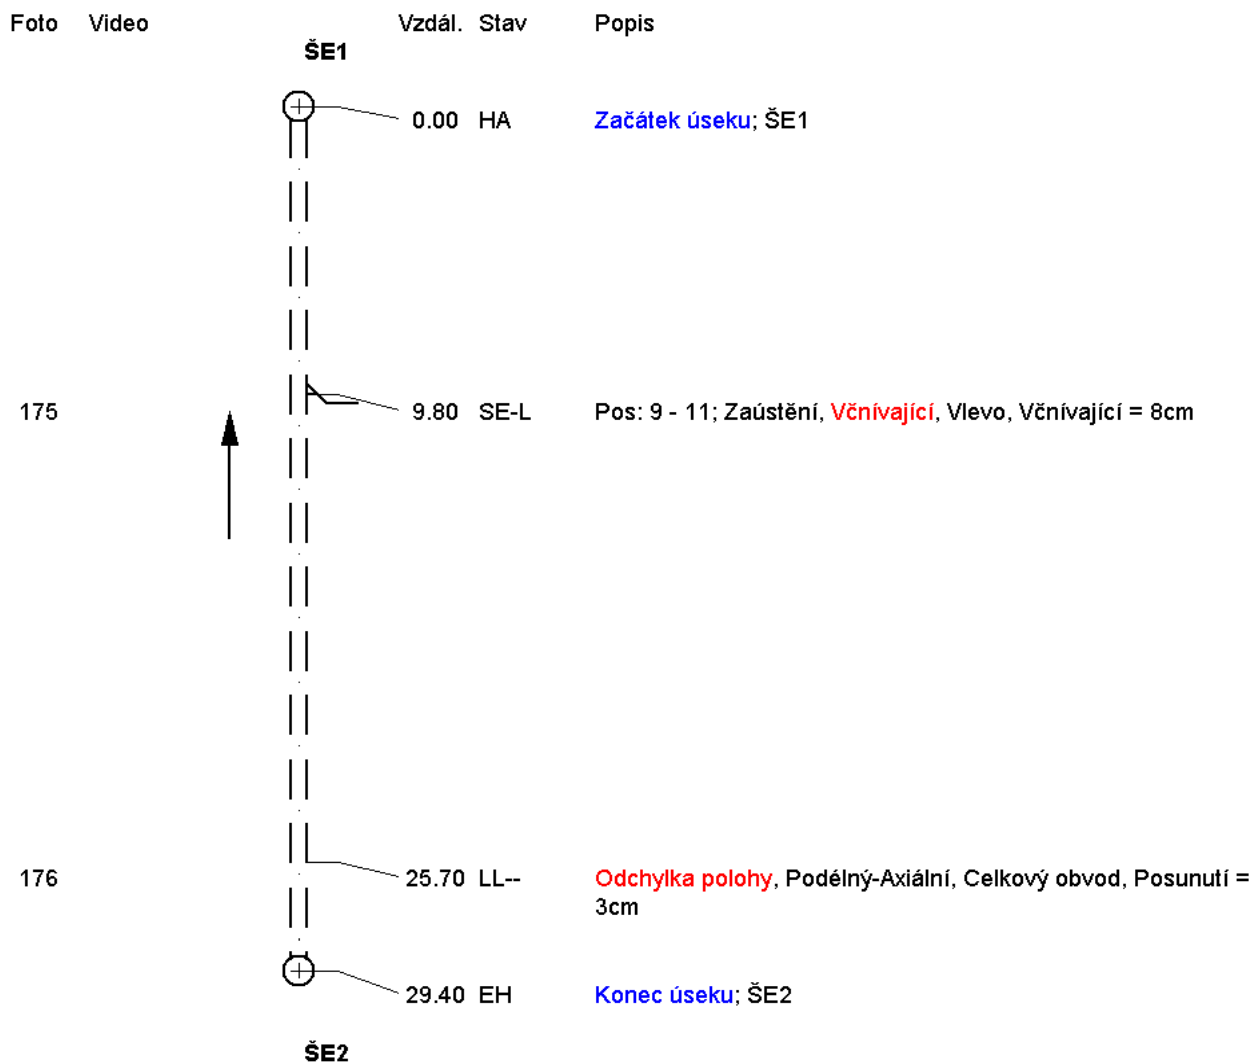 Foto Video Vzdál. Stav Popis
ŠE1
0.00 HA Začátek úseku; ŠE1
175 9.80 SE-L Pos: 9 - 11; Zaústění, Včnívající, Vlevo, Včnívající = 8cm
176 25.70 LL-- Odchylka polohy, Podélný-Axiální, Celkový obvod, Posunutí =
3cm
29.40 EH Konec úseku; ŠE2
ŠE2